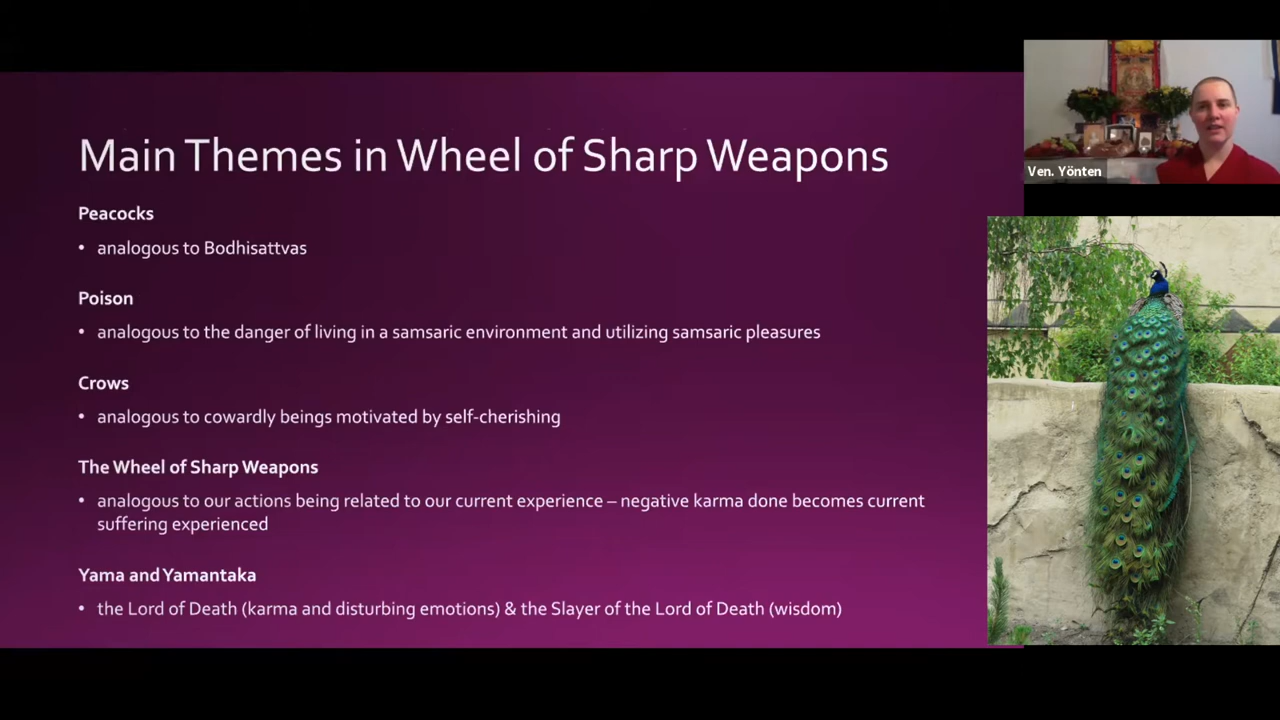 Main Themes in Wheel of Sharp Weapons
Peacocks
• analogous to Bodhisattvas
Poison
• analogous to the danger of living in a samsaric environment and utilizing samsaric pleasures
Crows
• analogous to cowardly beings motivated by self-cherishing
The Wheel of Sharp Weapons
• analogous to our actions being related to our current experience – negative karma done becomes current
suffering experienced
Yama and Yamantaka
• the Lord of Death (karma and disturbing emotions) & the Slayer of the Lord of Death (wisdom)
Ven. Yönten